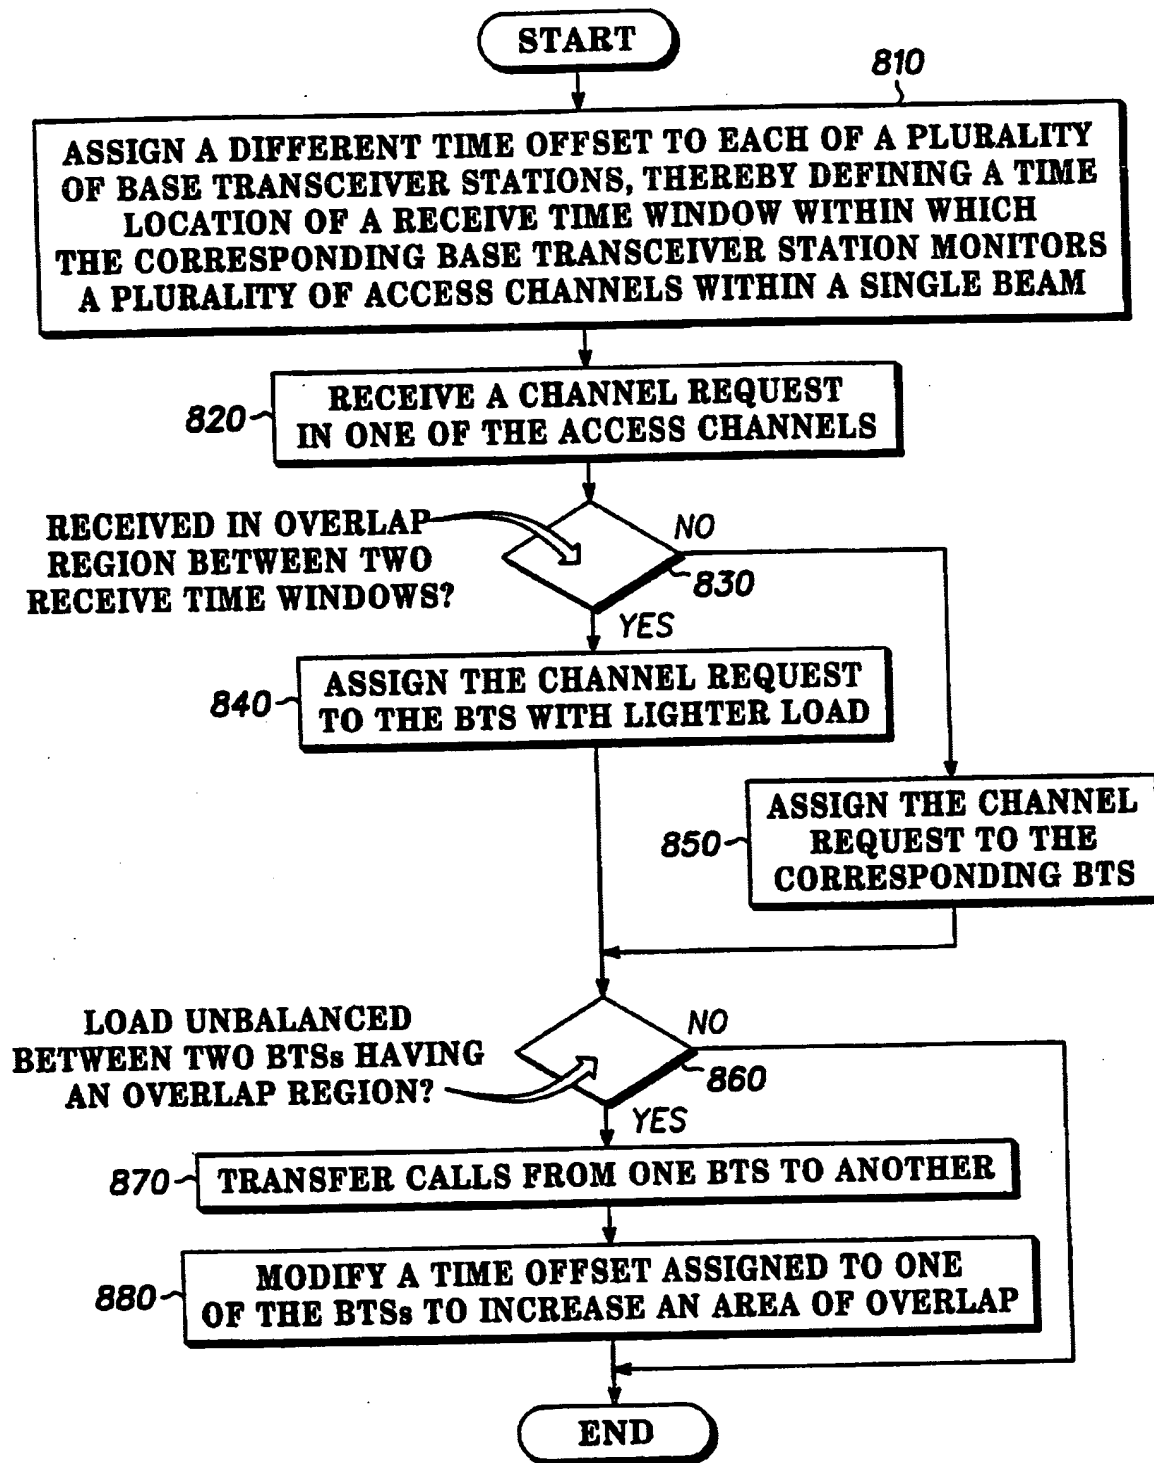 START
810
ASSIGN A DIFFERENT TIME OFFSET TO EACH OF A PLURALITY
OF BASE TRANSCEIVER STATIONS, THEREBY DEFINING A TIME
LOCATION OF A RECEIVE TIME WINDOW WITHIN WHICH
THE CORRESPONDING BASE TRANSCEIVER STATION MONITORS
A PLURALITY OF ACCESS CHANNELS WITHIN A SINGLE BEAM
820
RECEIVE A CHANNEL REQUEST
IN ONE OF THE ACCESS CHANNELS
RECEIVED IN OVERLAP
REGION BETWEEN TWO
RECEIVE TIME WINDOWS?
NO
830
YES
840
ASSIGN THE CHANNEL REQUEST
TO THE BTS WITH LIGHTER LOAD
850
ASSIGN THE CHANNEL
REQUEST TO THE
CORRESPONDING BTS
LOAD UNBALANCED
BETWEEN TWO BTSs HAVING
AN OVERLAP REGION?
NO
860
YES
870
TRANSFER CALLS FROM ONE BTS TO ANOTHER
880
MODIFY A TIME OFFSET ASSIGNED TO ONE
OF THE BTSs TO INCREASE AN AREA OF OVERLAP
END